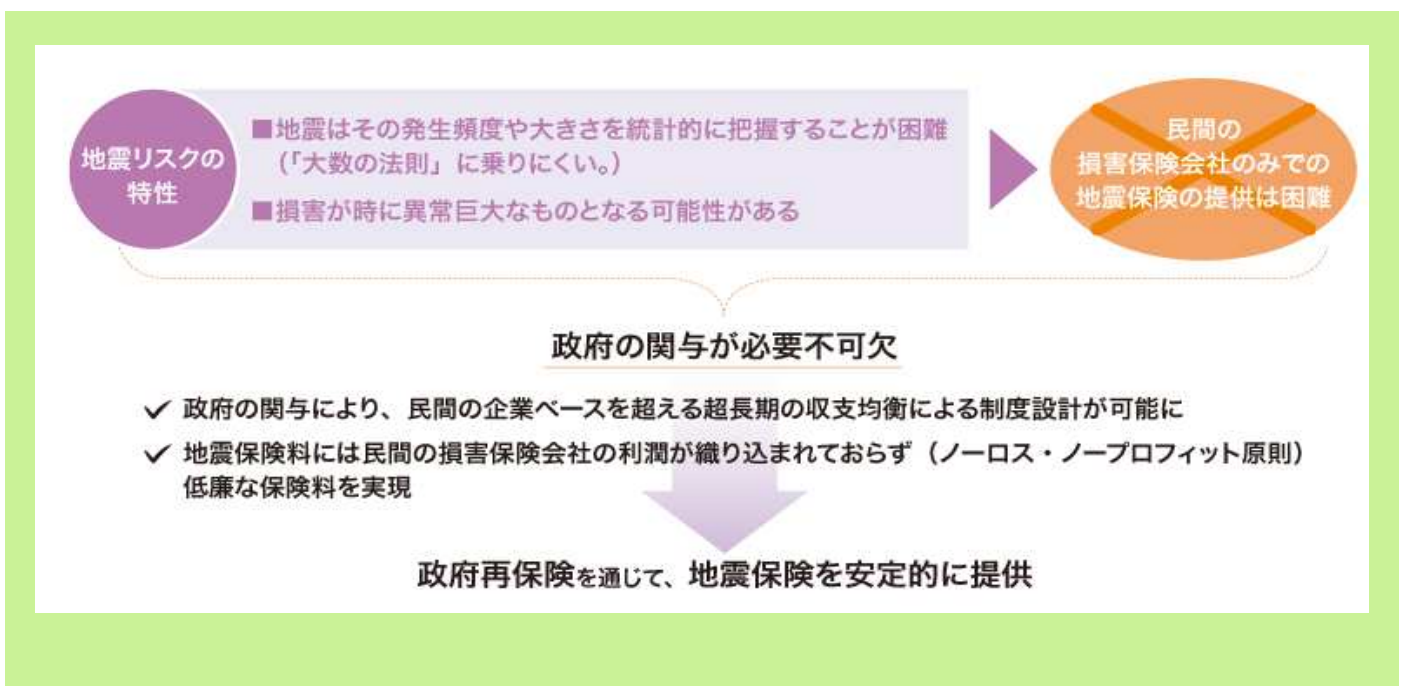 地震リスクの
特性
■地震はその発生頻度や大きさを統計的に把握することが困難
（「大数の法則」に乗りにくい。）
■損害が時に異常巨大なものとなる可能性がある
民間の
損害保険会社のみでの
地震保険の提供は困難
政府の関与が必要不可欠
✓ 政府の関与により、民間の企業ベースを超える超長期の収支均衡による制度設計が可能に
✓ 地震保険料には民間の損害保険会社の利潤が織り込まれておらず（ノーロス・ノープロフィット原則）
低廉な保険料を実現
政府再保険を通じて、地震保険を安定的に提供